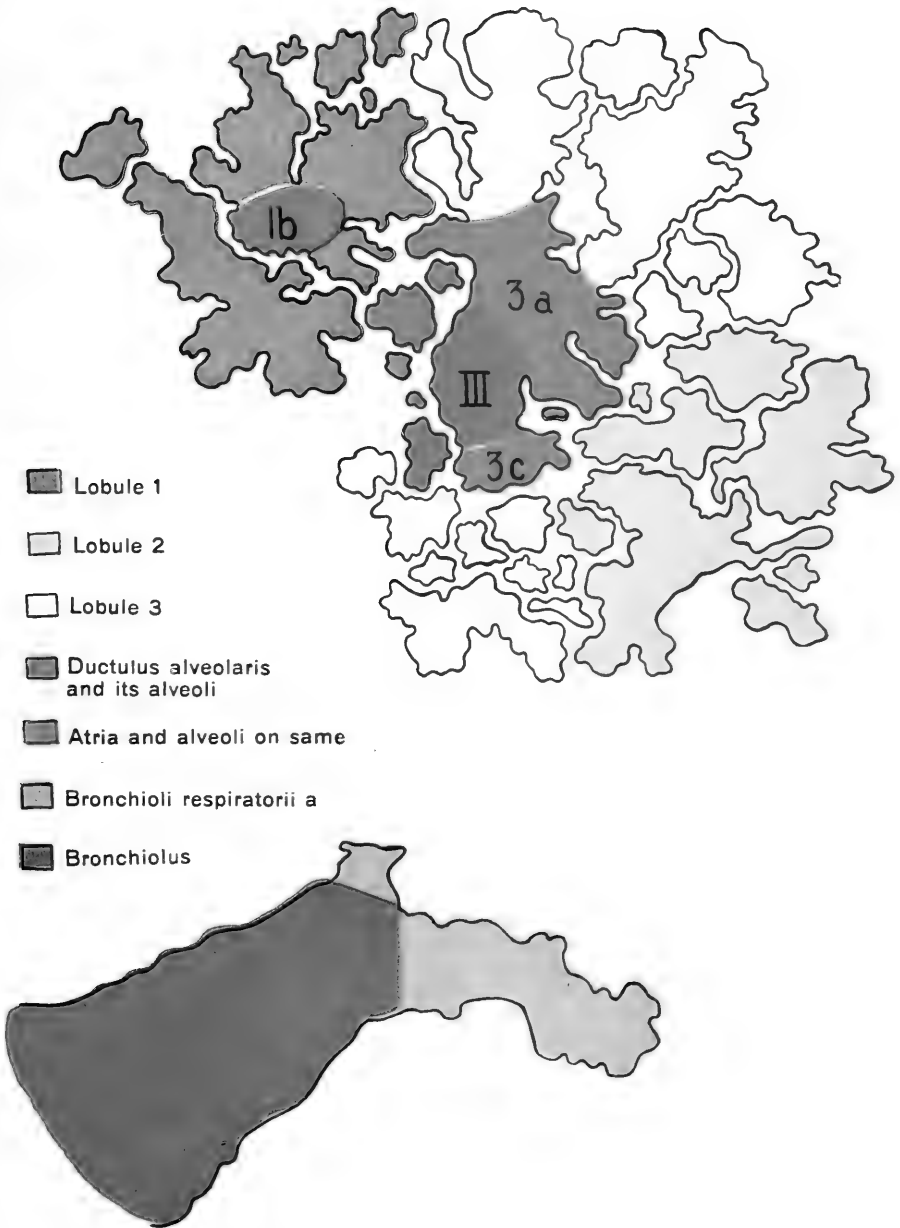 1b
3a
III
3c
Lobule 1
Lobule 2
Lobule 3
Ductulus alveolaris
and its alveoli
Atria and alveoli on same
Bronchioli respiratorii a
Bronchiolus